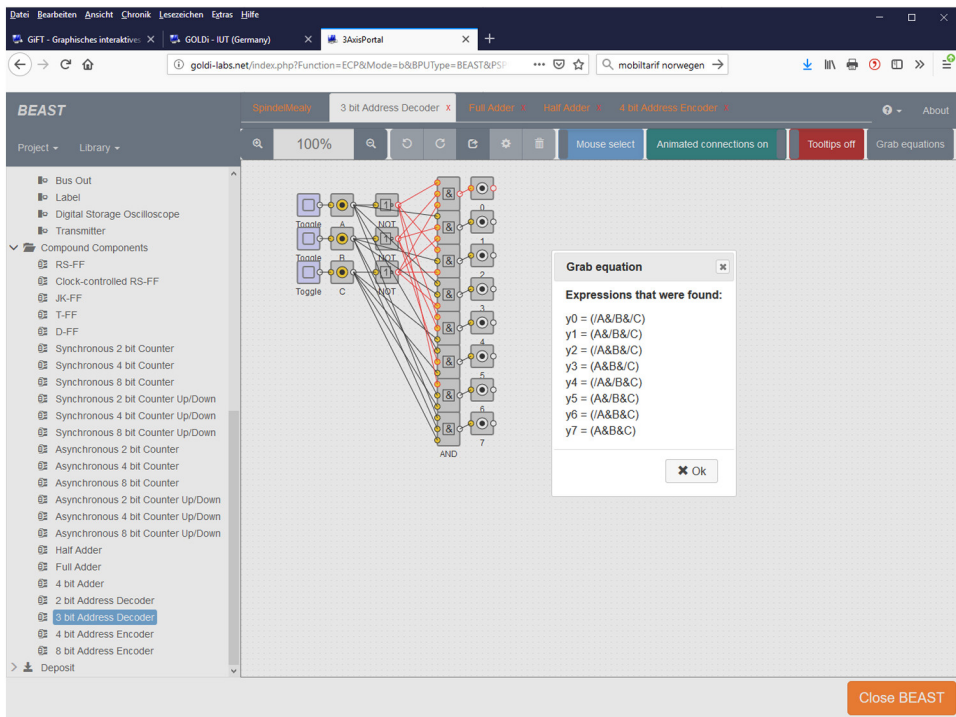 Datei Bearbeiten Ansicht Chronik Lesezeichen Extras Hilfe
GiFT - Graphisches interaktives GOLDi - IUT (Germany) 3AxisPortal
goldi-labs.net/index.php?Function=ECP&Mode=b&BPUType=BEAST&PSP mobiltarif norwegen
BEAST
SpindelMealy 3 bit Address Decoder x Full Adder x Half Adder x 4 bit Address Encoder x
About
Project Library
100%
Mouse select Animated connections on Tooltips off Grab equations
Bus Out
Label
Digital Storage Oscilloscope
Transmitter
Compound Components
RS-FF
Clock-controlled RS-FF
JK-FF
T-FF
D-FF
Synchronous 2 bit Counter
Synchronous 4 bit Counter
Synchronous 8 bit Counter
Synchronous 2 bit Counter Up/Down
Synchronous 4 bit Counter Up/Down
Synchronous 8 bit Counter Up/Down
Asynchronous 2 bit Counter
Asynchronous 4 bit Counter
Asynchronous 8 bit Counter
Asynchronous 2 bit Counter Up/Down
Asynchronous 4 bit Counter Up/Down
Asynchronous 8 bit Counter Up/Down
Half Adder
Full Adder
4 bit Adder
2 bit Address Decoder
3 bit Address Decoder
4 bit Address Encoder
8 bit Address Encoder
Deposit
1 & 0
Toggle A NOT
1 & 1
Toggle B NOT
1 & 2
Toggle C NOT
& 3
& 4
& 5
& 6
& 7
AND
Grab equation
Expressions that were found:
y0 = (/A&/B&/C)
y1 = (A&/B&/C)
y2 = (/A&B&/C)
y3 = (A&B&/C)
y4 = (/A&/B&C)
y5 = (A&/B&C)
y6 = (/A&B&C)
y7 = (A&B&C)
Ok
Close BEAST